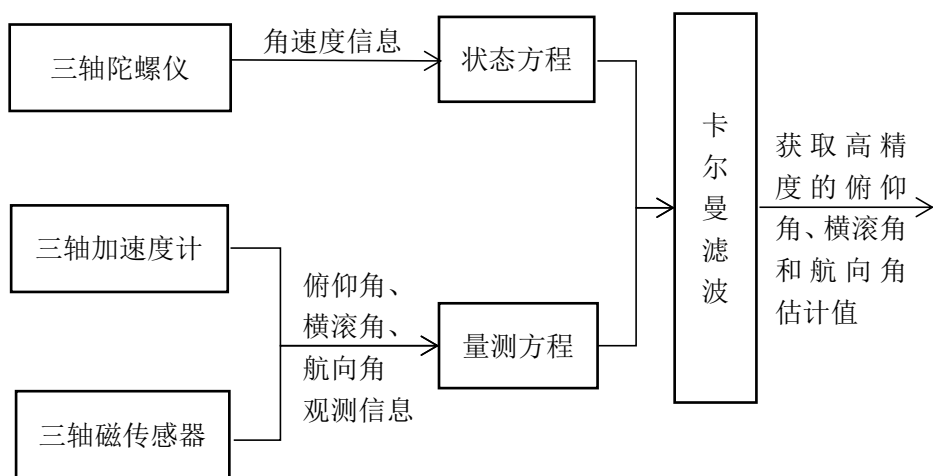 三轴陀螺仪
角速度信息
状态方程
三轴加速度计
三轴磁传感器
俯仰角、
横滚角、
航向角
观测信息
量测方程
卡
尔
曼
滤
波
获取高精
度的俯仰
角、横滚角
和航向角
估计值